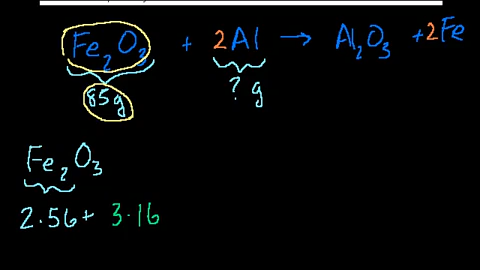 Fe₂O₃ + 2Al → Al₂O₃ + 2Fe
85g ? g
Fe₂O₃
2·56+ 3·16